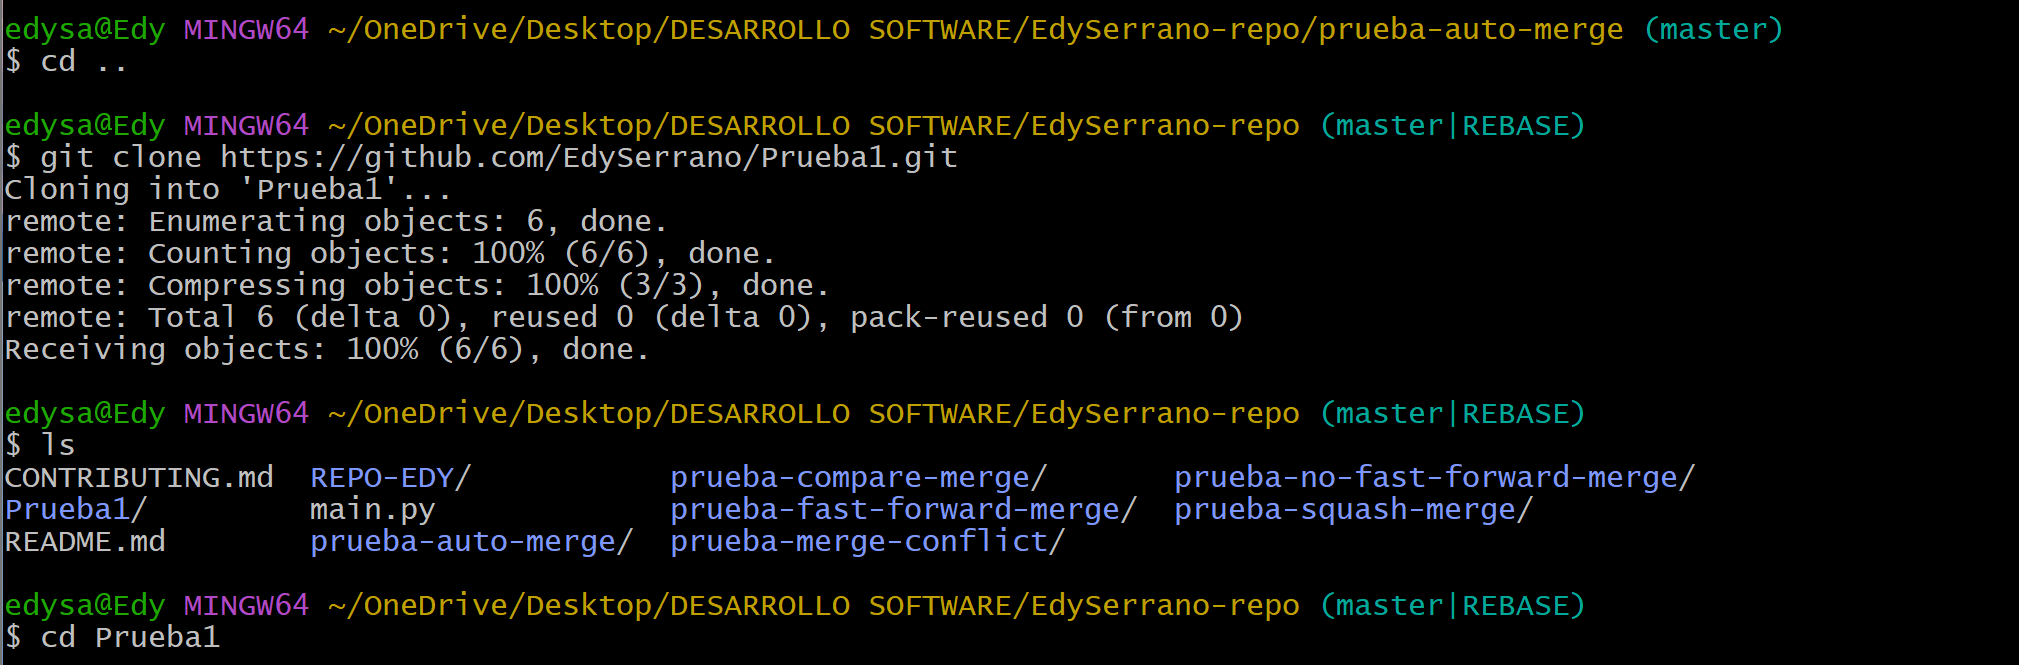 edysa@Edy MINGW64 ~/OneDrive/Desktop/DESARROLLO SOFTWARE/EdySerrano-repo/prueba-auto-merge (master)
$ cd ..
edysa@Edy MINGW64 ~/OneDrive/Desktop/DESARROLLO SOFTWARE/EdySerrano-repo (master|REBASE)
$ git clone https://github.com/EdySerrano/Prueba1.git
Cloning into 'Prueba1'...
remote: Enumerating objects: 6, done.
remote: Counting objects: 100% (6/6), done.
remote: Compressing objects: 100% (3/3), done.
remote: Total 6 (delta 0), reused 0 (delta 0), pack-reused 0 (from 0)
Receiving objects: 100% (6/6), done.
edysa@Edy MINGW64 ~/OneDrive/Desktop/DESARROLLO SOFTWARE/EdySerrano-repo (master|REBASE)
$ ls
CONTRIBUTING.md  REPO-EDY/           prueba-compare-merge/       prueba-no-fast-forward-merge/
Prueba1/         main.py             prueba-fast-forward-merge/  prueba-squash-merge/
README.md        prueba-auto-merge/  prueba-merge-conflict/
edysa@Edy MINGW64 ~/OneDrive/Desktop/DESARROLLO SOFTWARE/EdySerrano-repo (master|REBASE)
$ cd Prueba1